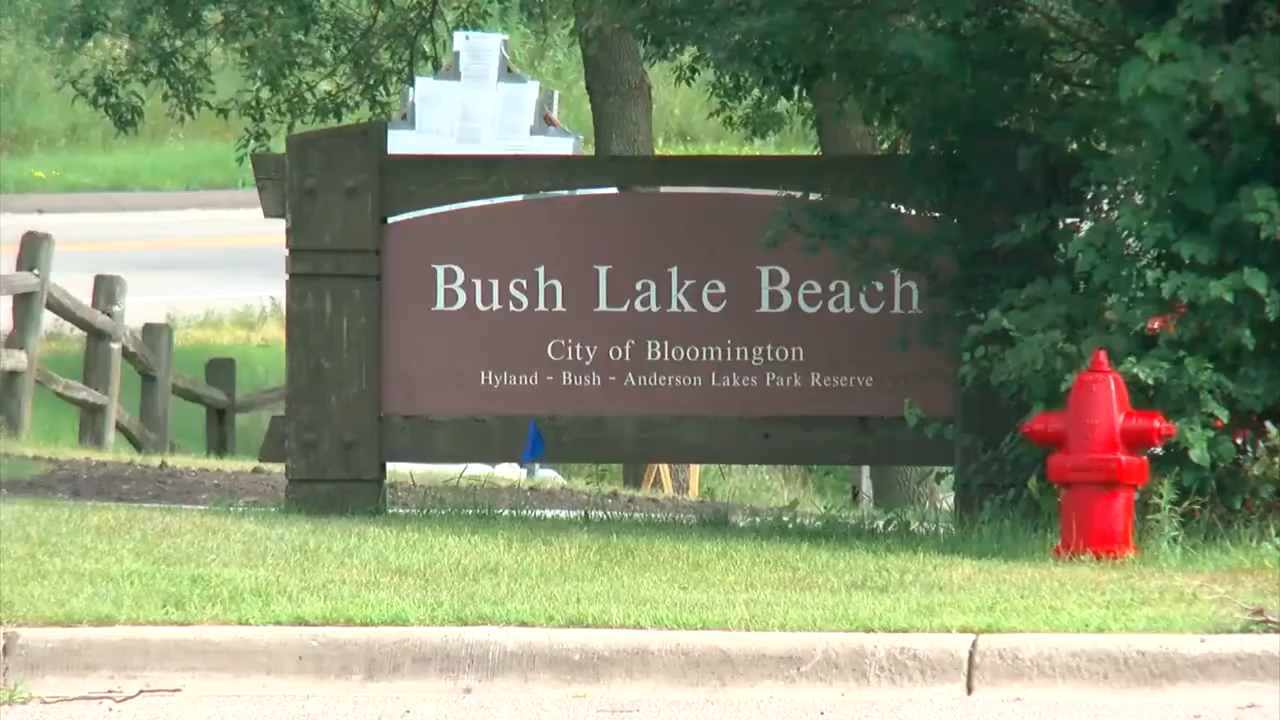 Bush Lake Beach
City of Bloomington
Hyland - Bush - Anderson Lakes Park Reserve